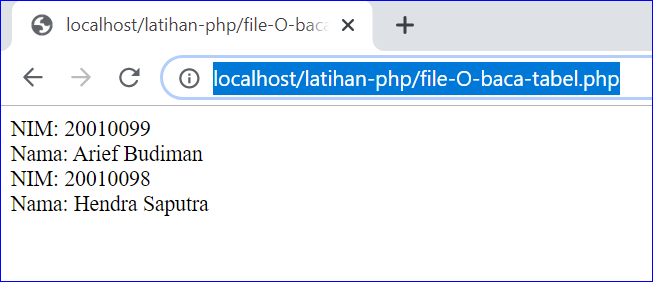 localhost/latihan-php/file-O-baca
localhost/latihan-php/file-O-baca-tabel.php
NIM: 20010099
Nama: Arief Budiman
NIM: 20010098
Nama: Hendra Saputra